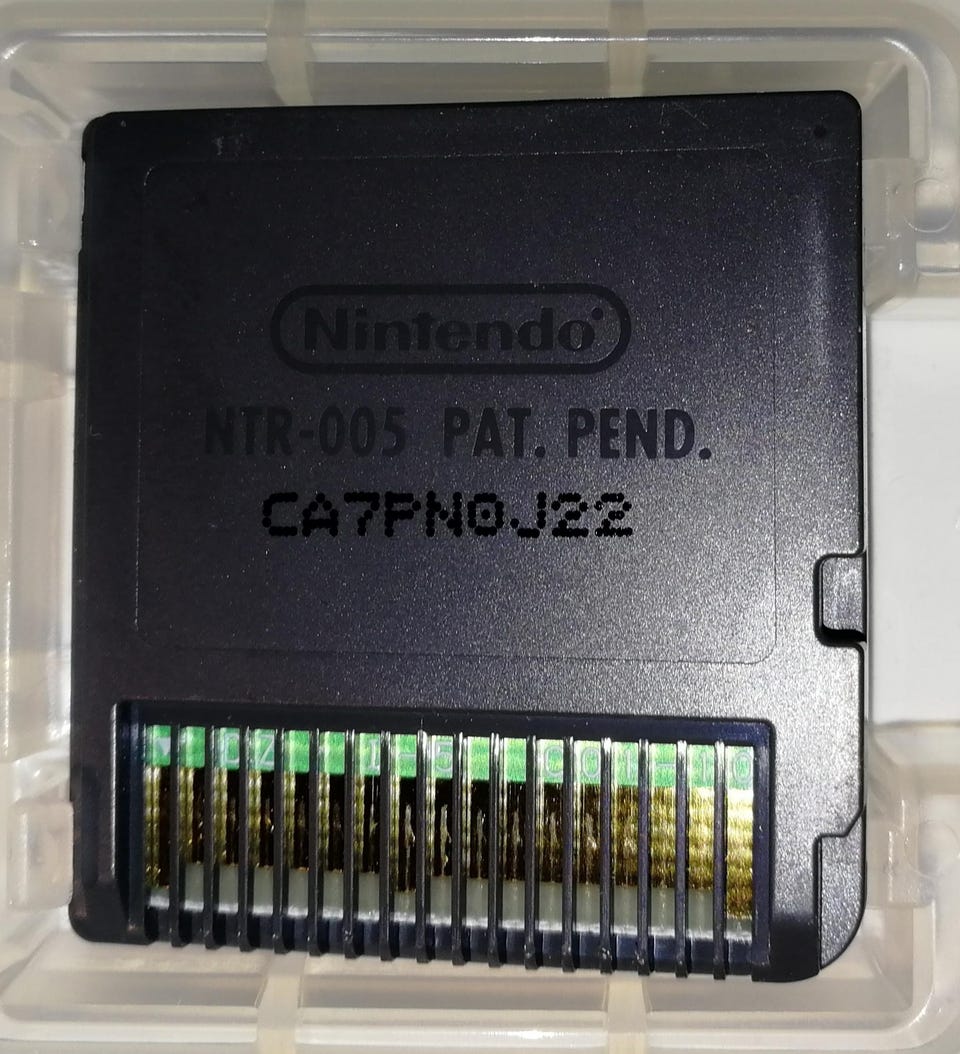 Nintendo®
NTR-005 PAT. PEND.
CA7PN0J22